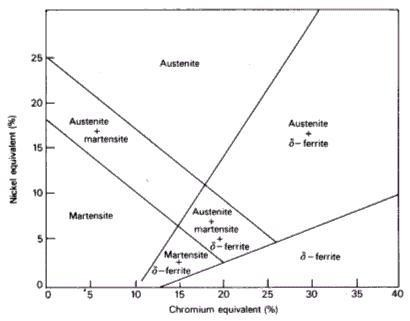 Austenite
25
20
Austenite
+
martensite
Austenite
+
δ-ferrite
Nickel equivalent (%)
15
10
Martensite
Austenite
+
martensite
+
δ-ferrite
5
Martensite
+
δ-ferrite
δ-ferrite
0
0
5
10
15
20
25
30
35
40
Chromium equivalent (%)